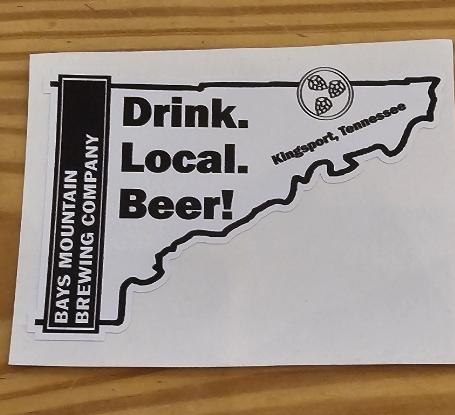 BAYS MOUNTAIN
BREWING COMPANY
Drink.
Local.
Beer!
Kingsport, Tennessee